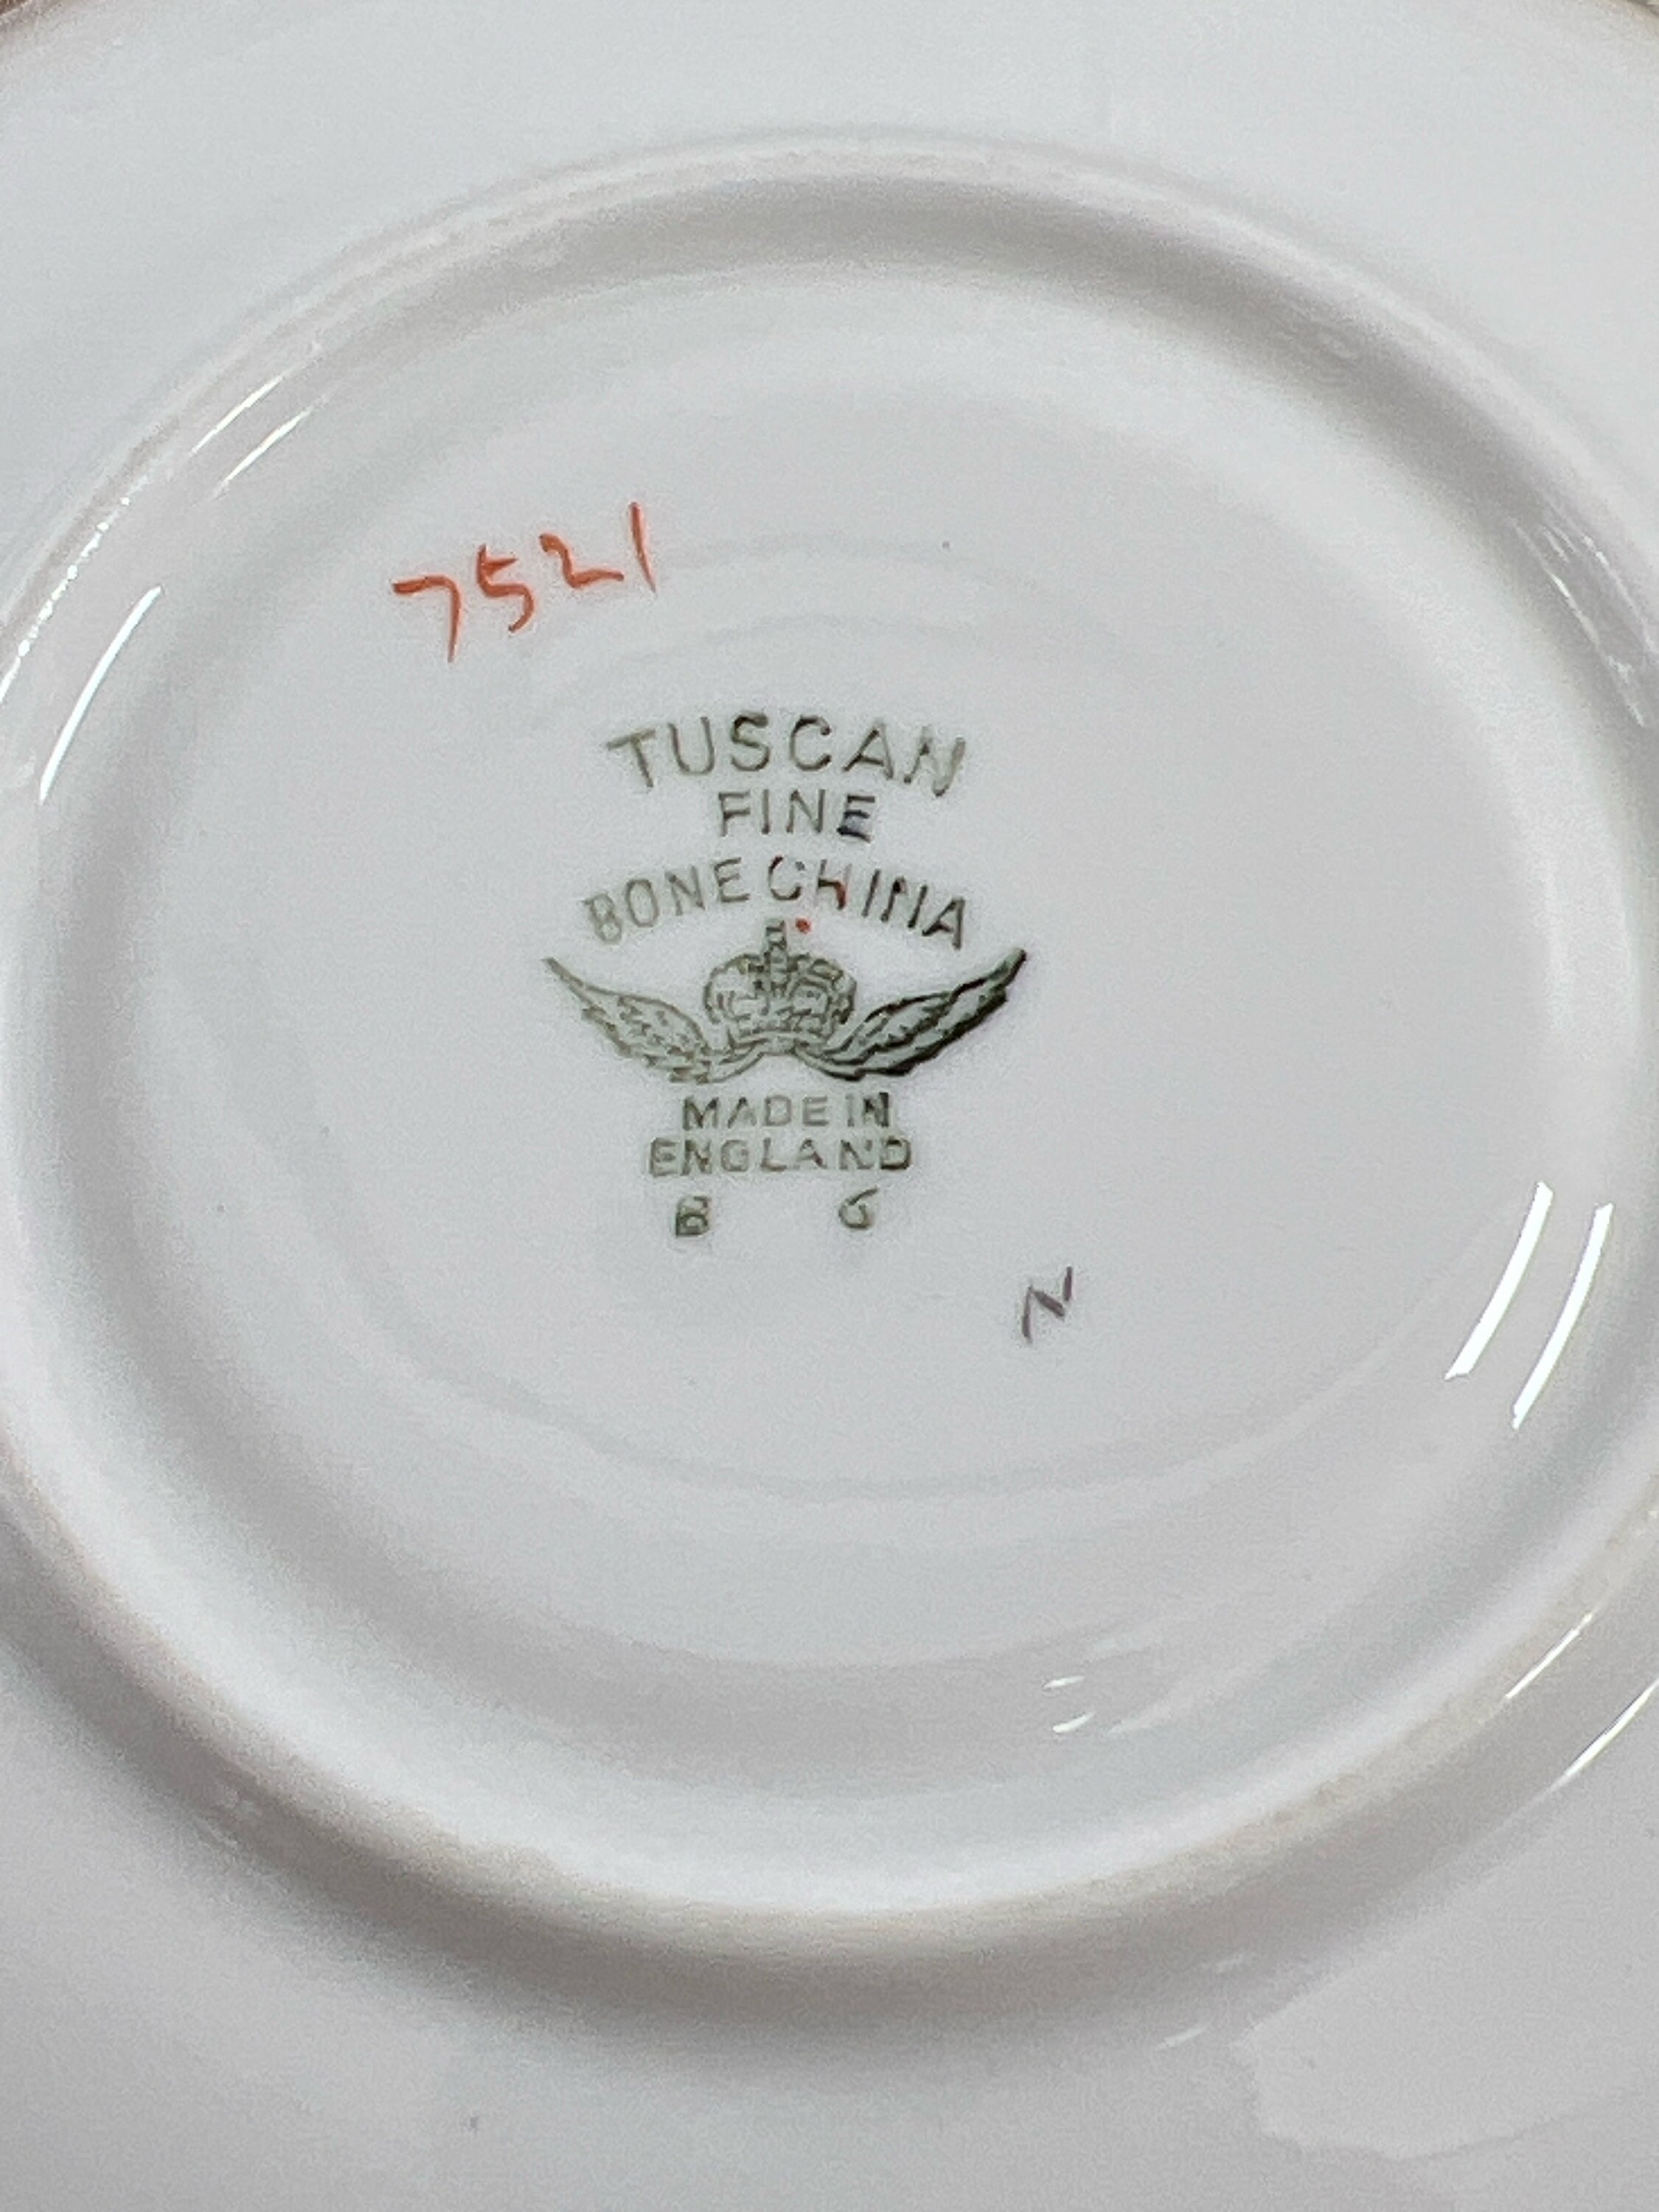 7521
TUSCAN
FINE
BONE CHINA
MADE IN
ENGLAND
B G
N